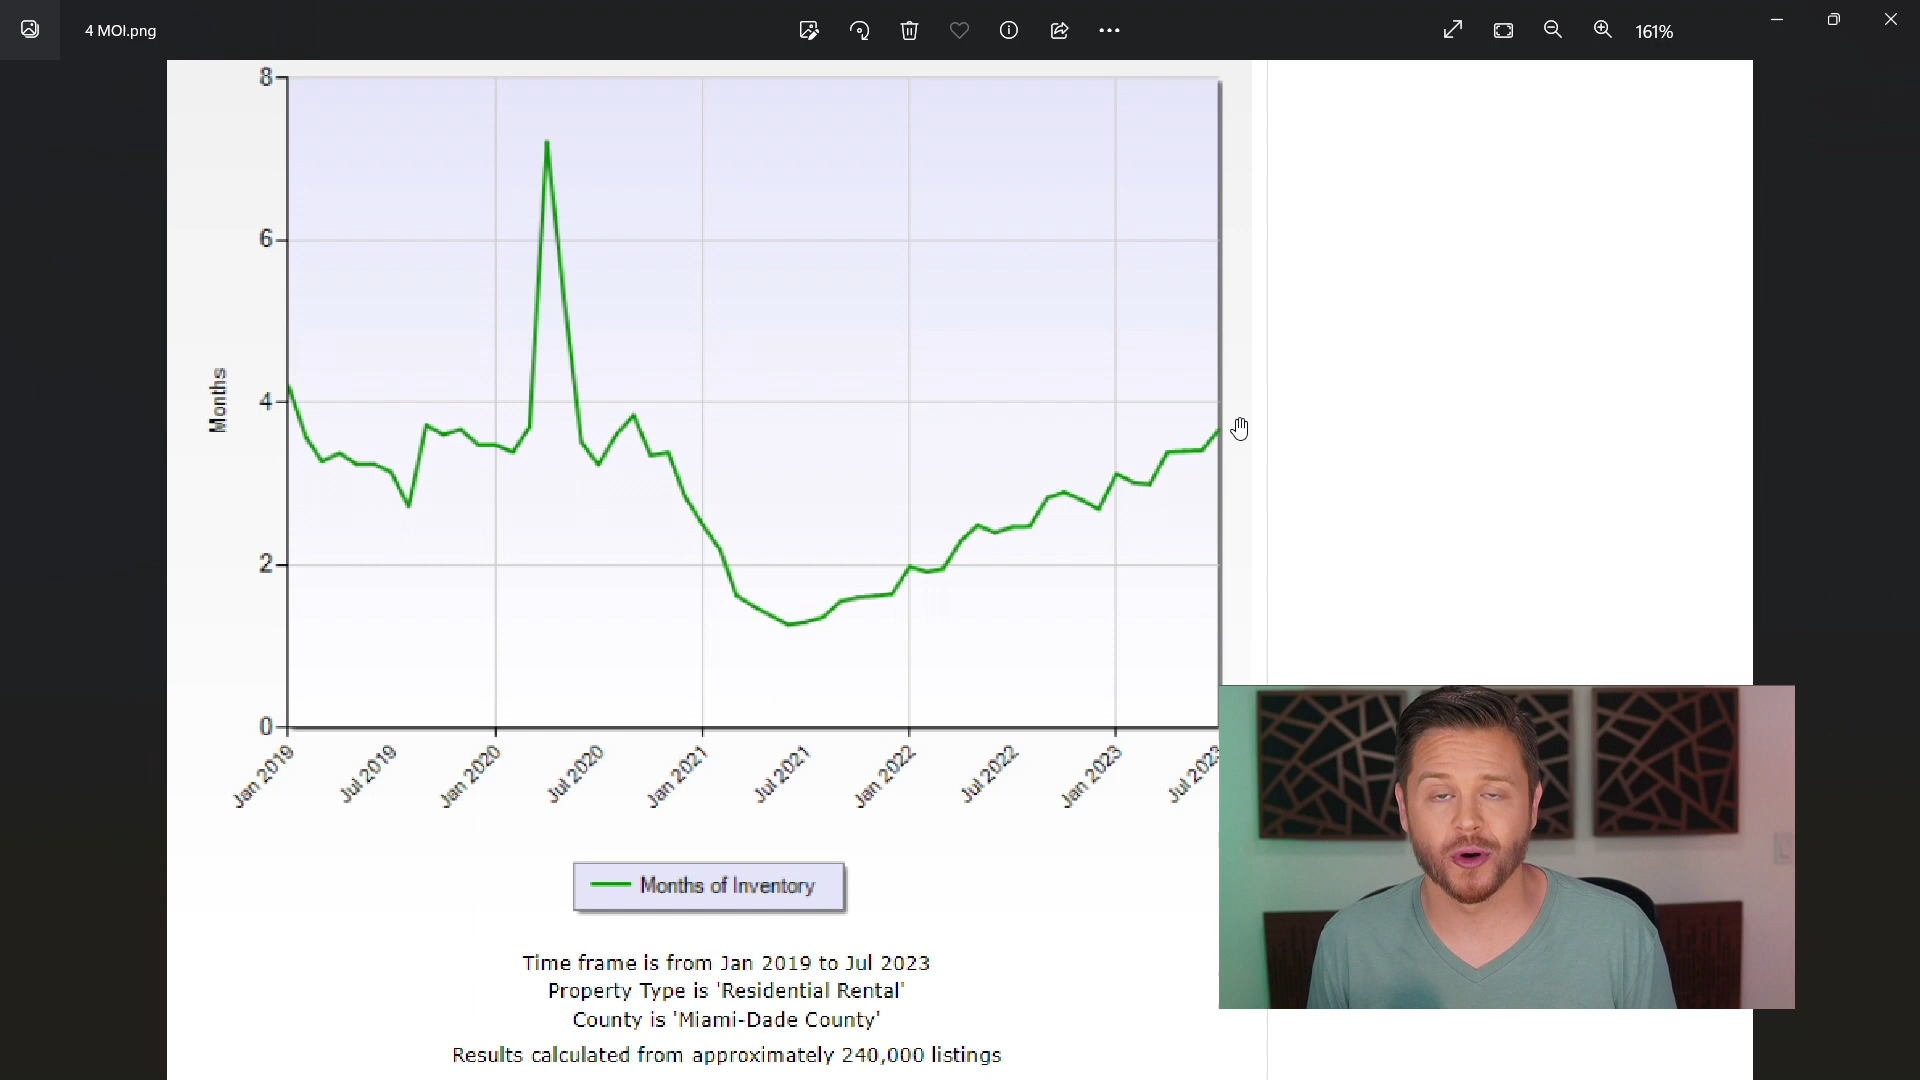 4 MOI.png
161%
8
6
4
2
0
Months
Jan 2019
Jul 2019
Jan 2020
Jul 2020
Jan 2021
Jul 2021
Jan 2022
Jul 2022
Jan 2023
Jul 2023
Months of Inventory
Time frame is from Jan 2019 to Jul 2023
Property Type is 'Residential Rental'
County is 'Miami-Dade County'
Results calculated from approximately 240,000 listings